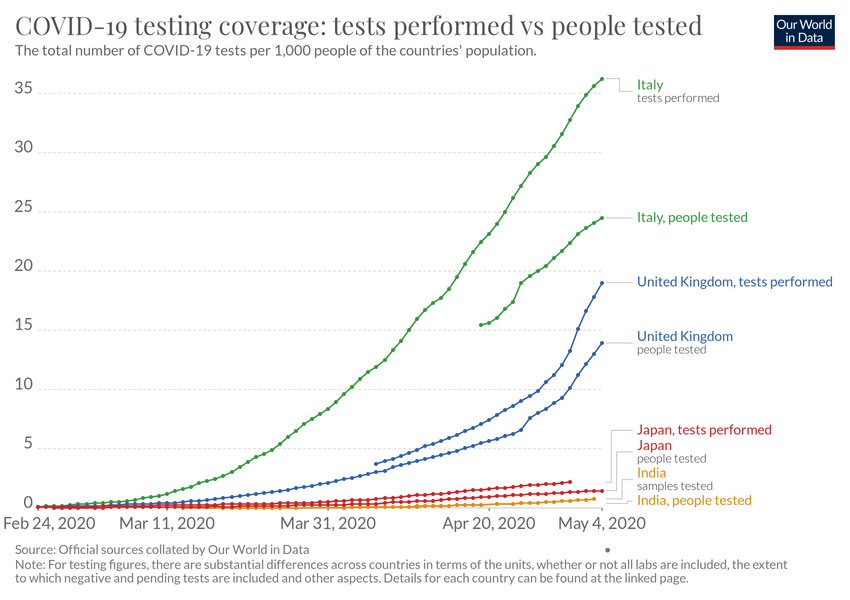 COVID-19 testing coverage: tests performed vs people tested
Our World
in Data
The total number of COVID-19 tests per 1,000 people of the countries' population.
35
30
25
20
15
10
5
0
Italy
tests performed
Italy, people tested
United Kingdom, tests performed
United Kingdom
people tested
Japan, tests performed
Japan
people tested
India
samples tested
India, people tested
Feb 24, 2020 Mar 11, 2020 Mar 31, 2020 Apr 20, 2020 May 4, 2020
Source: Official sources collated by Our World in Data
Note: For testing figures, there are substantial differences across countries in terms of the units, whether or not all labs are included, the extent
to which negative and pending tests are included and other aspects. Details for each country can be found at the linked page.